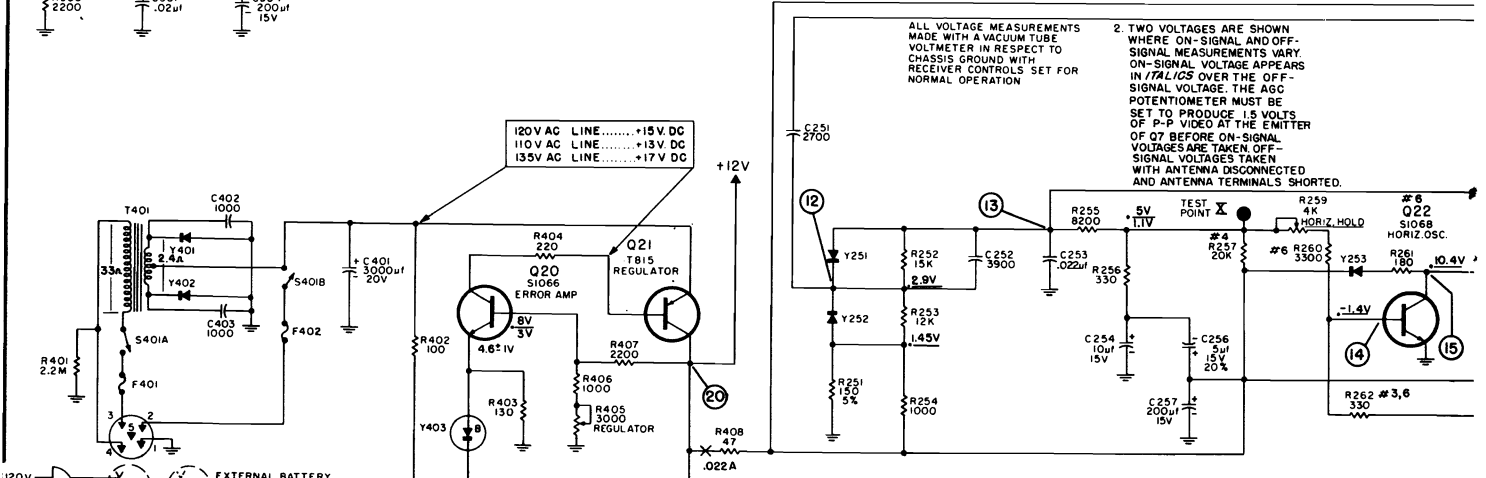 2200
.02µf
200µf
15V
ALL VOLTAGE MEASUREMENTS
MADE WITH A VACUUM TUBE
VOLTMETER IN RESPECT TO
CHASSIS GROUND WITH
RECEIVER CONTROLS SET FOR
NORMAL OPERATION
2. TWO VOLTAGES ARE SHOWN
WHERE ON-SIGNAL AND OFF-
SIGNAL MEASUREMENTS VARY.
ON-SIGNAL VOLTAGE APPEARS
IN ITALICS OVER THE OFF-
SIGNAL VOLTAGE. THE AGC
POTENTIOMETER MUST BE
SET TO PRODUCE 1.5 VOLTS
OF P-P VIDEO AT THE EMITTER
OF Q7 BEFORE ON-SIGNAL
VOLTAGES ARE TAKEN. OFF-
SIGNAL VOLTAGES TAKEN
WITH ANTENNA DISCONNECTED
AND ANTENNA TERMINALS SHORTED.
120V AC LINE........+15V. DC
110V AC LINE........+13V. DC
135V AC LINE........+17V DC
C251
2700
+12V
T401
C402
1000
Y401
2.4Ω
33Ω
Y402
C403
1000
S401B
S401A
F402
F401
R401
2.2M
3
2
5
4
1
+ C401
3000µf
20V
R402
100
R404
220
Q20
S1066
ERROR AMP
Q21
T815
REGULATOR
.8V
3V
4.6±1V
R407
2200
R406
1000
R405
3000
REGULATOR
R403
130
Y403
B
20
R408
47
.022A
12
Y251
Y252
R252
15K
2.9V
C252
3900
R253
12K
1.45V
R251
150
5%
R254
1000
13
C253
.022µf
R255
8200
.5V
1.1V
R256
330
C254
10µf
15V
C256
5µf
15V
20%
C257
200µf
15V
TEST
POINT X
#4
R257
20K
R259
4K
HORIZ. HOLD
#6
R260
3300
#6
Q22
S1068
HORIZ. OSC.
Y253
R261
180
10.4V
-1.4V
14
15
R262
330
#3,6
120V
EXTERNAL BATTERY